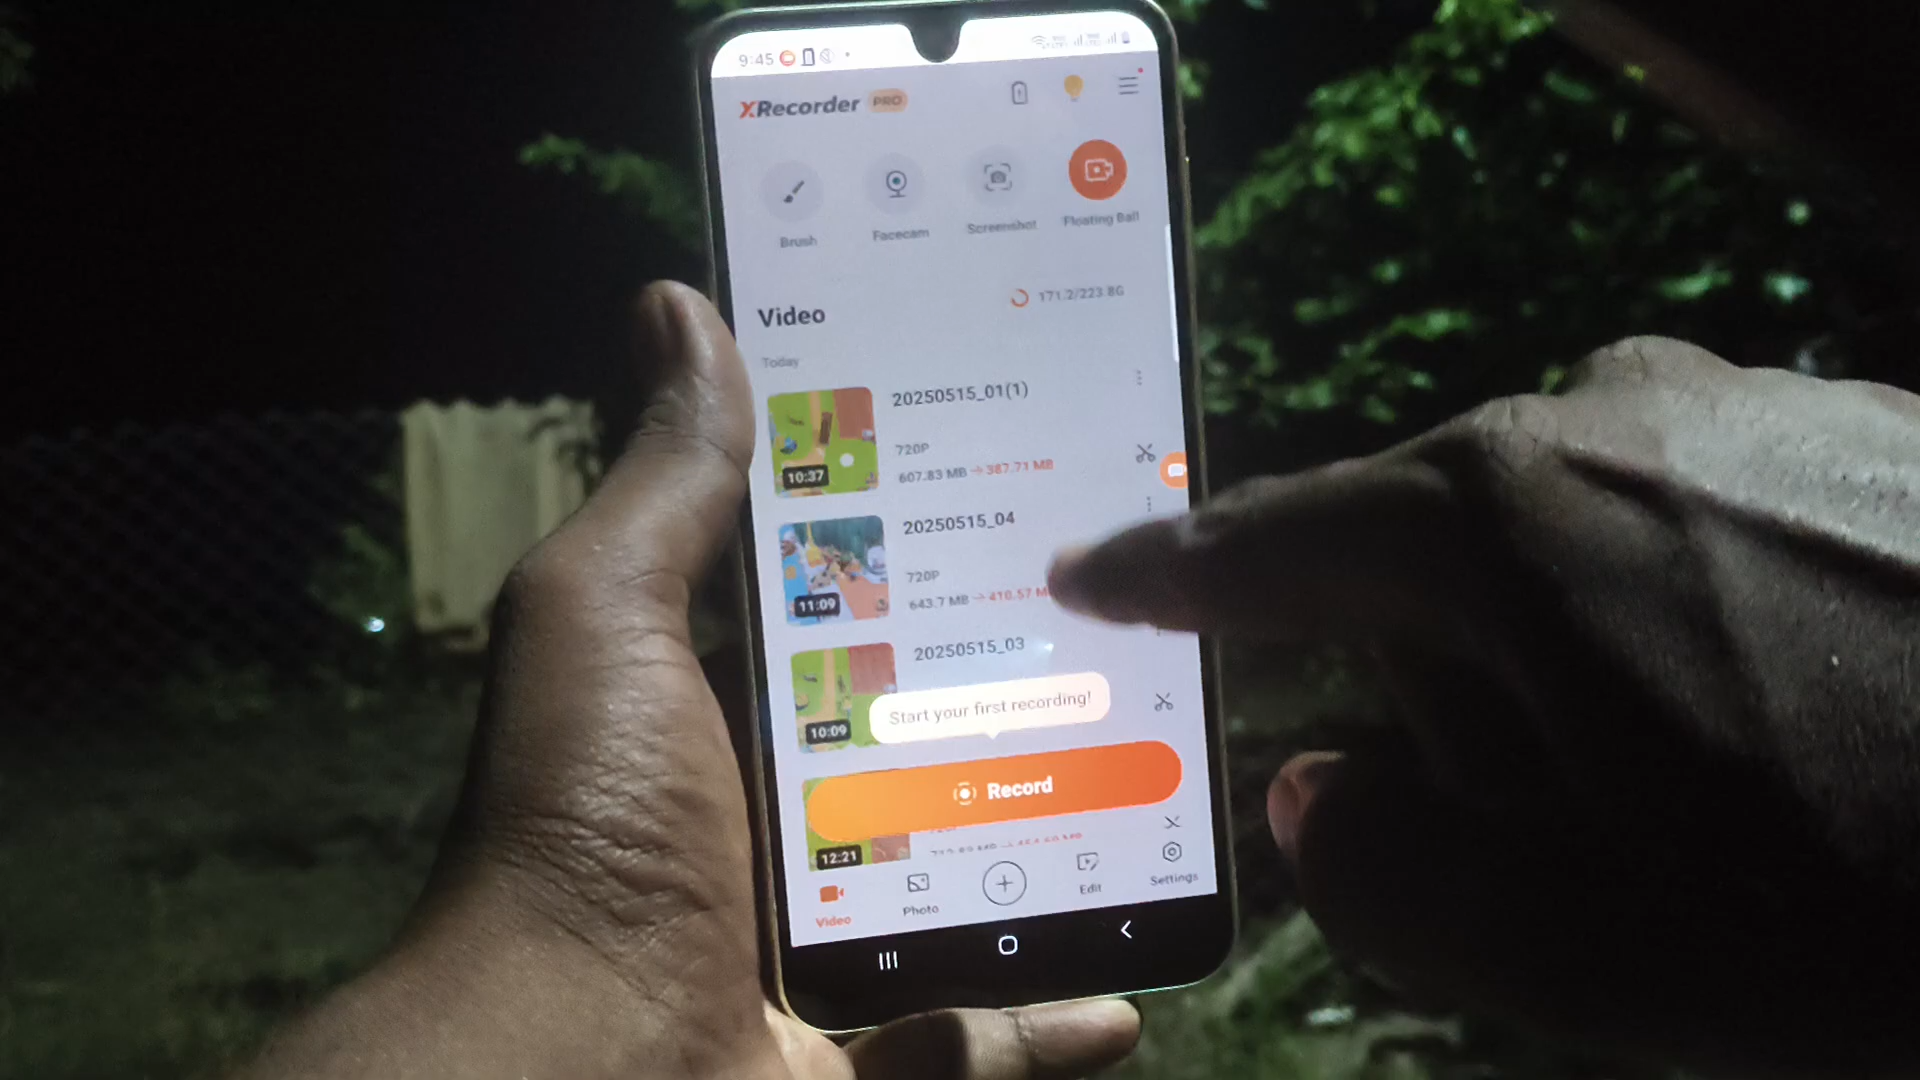 9:45
XRecorder PRO
Brush
Facecam
Screenshot
Floating Ball
Video
171.2/223.8G
Today
20250515_01(1)
720P
607.83 MB → 387.71 MB
10:37
20250515_04
720P
643.7 MB → 410.57
11:09
20250515_03
10:09
Start your first recording!
Record
12:21
Video
Photo
Edit
Settings